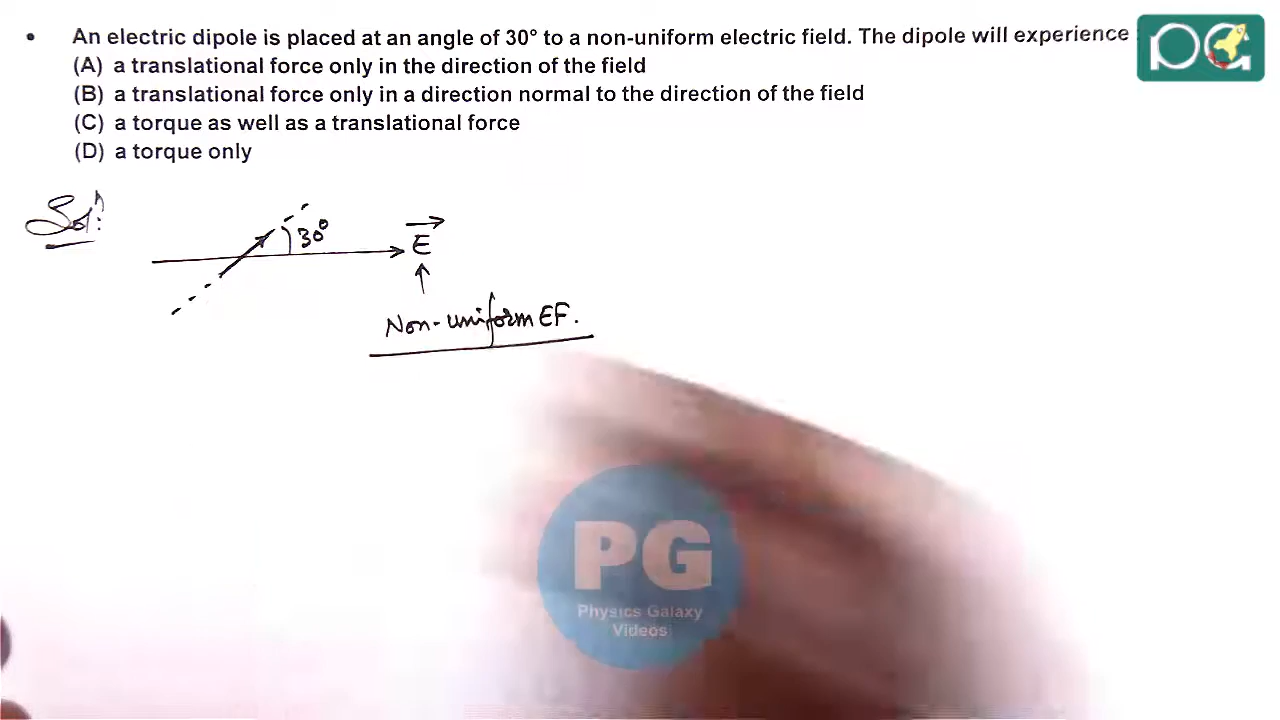 • An electric dipole is placed at an angle of 30° to a non-uniform electric field. The dipole will experience
(A) a translational force only in the direction of the field
(B) a translational force only in a direction normal to the direction of the field
(C) a torque as well as a translational force
(D) a torque only
PG
Solⁿ:
30°
E
Non-uniform EF.
PG
Physics Galaxy
Videos